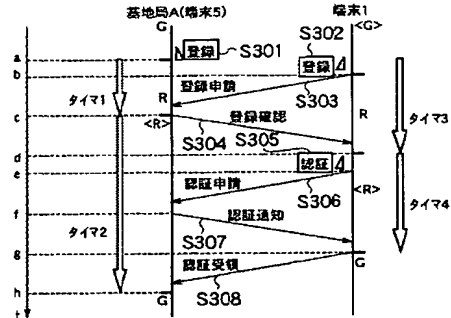 基地局A(端末5)
端末1
G
<G>
S302
登録
S301
a
登録
b
登録申請
S303
タイマ1
R
R
c
登録確認
<R>
タイマ3
S304
S305
d
認証
e
認証申請
S306
<R>
タイマ4
f
認証通知
タイマ2
S307
g
認証受領
G
h
G
S308
t